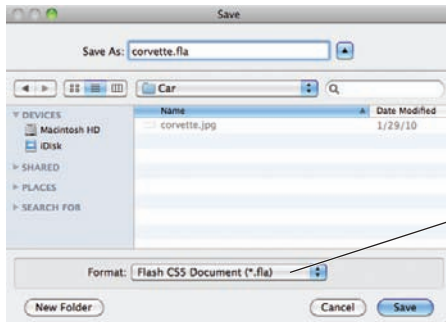 Save
Save As: corvette.fla
Car
DEVICES
Macintosh HD
iDisk
SHARED
PLACES
SEARCH FOR
Name Date Modified
corvette.jpg 1/29/10
Format: Flash CS5 Document (*.fla)
New Folder Cancel Save